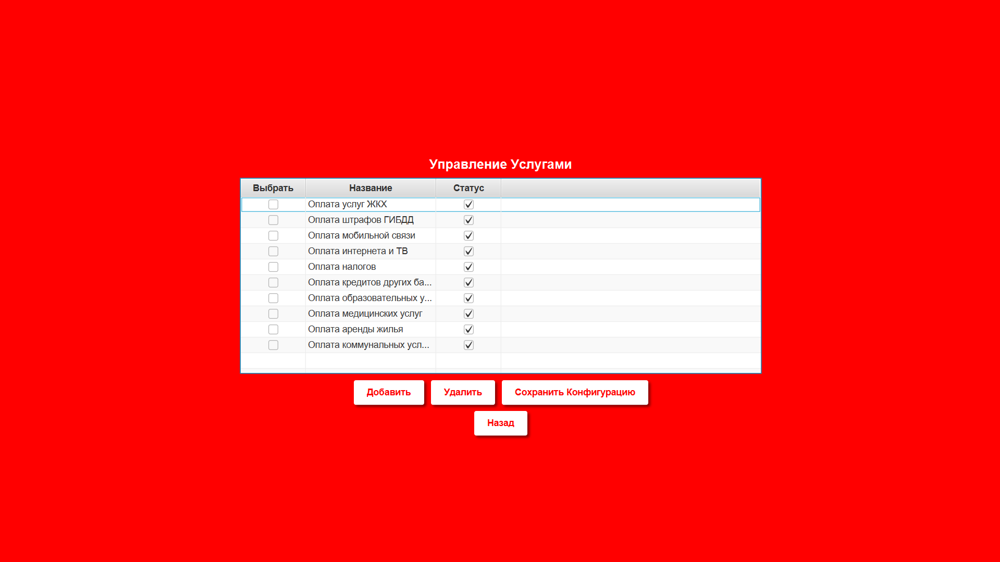 Управление Услугами
Выбрать Название Статус
Оплата услуг ЖКХ
Оплата штрафов ГИБДД
Оплата мобильной связи
Оплата интернета и ТВ
Оплата налогов
Оплата кредитов других ба...
Оплата образовательных у...
Оплата медицинских услуг
Оплата аренды жилья
Оплата коммунальных усл...
Добавить Удалить Сохранить Конфигурацию
Назад